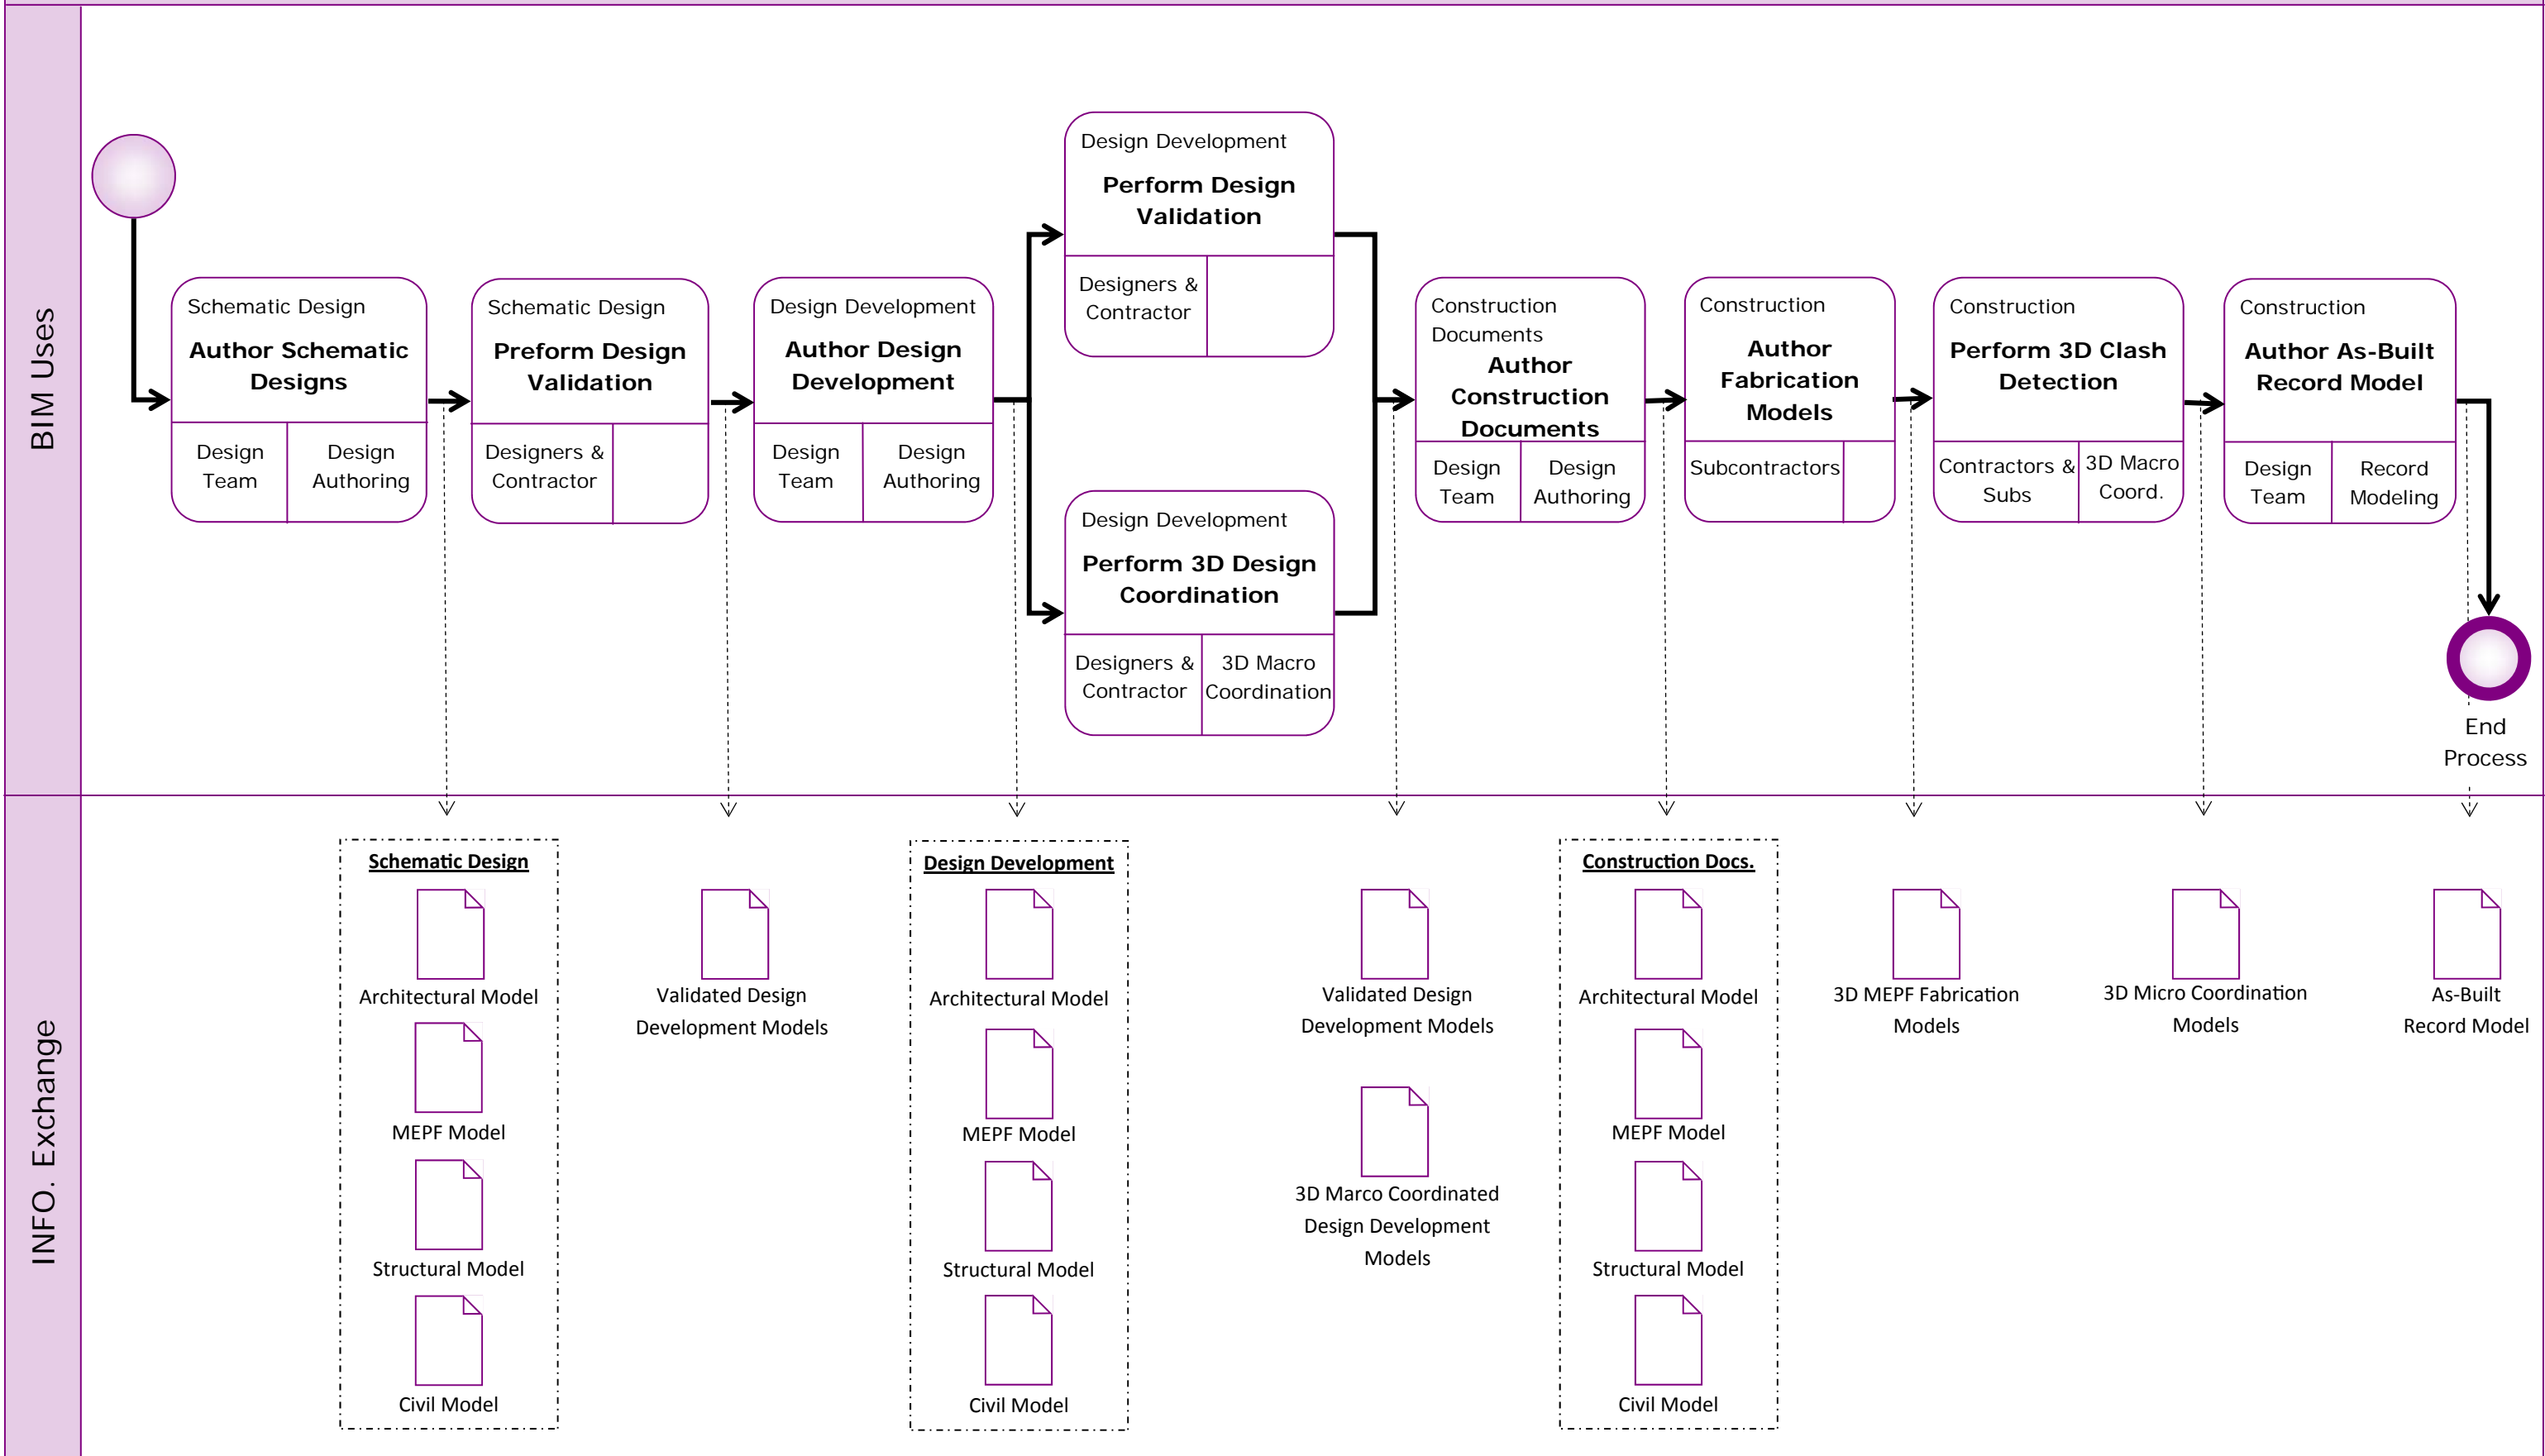 BIM Uses
Schematic Design
Author Schematic
Designs
Design
Team
Design
Authoring
Schematic Design
Preform Design
Validation
Designers &
Contractor
Design Development
Author Design
Development
Design
Team
Design
Authoring
Design Development
Perform Design
Validation
Designers &
Contractor
Design Development
Perform 3D Design
Coordination
Designers &
Contractor
3D Macro
Coordination
Construction
Documents
Author
Construction
Documents
Design
Team
Design
Authoring
Construction
Author
Fabrication
Models
Subcontractors
Construction
Perform 3D Clash
Detection
Contractors &
Subs
3D Macro
Coord.
Construction
Author As-Built
Record Model
Design
Team
Record
Modeling
End
Process
INFO. Exchange
Schematic Design
Architectural Model
MEPF Model
Structural Model
Civil Model
Validated Design
Development Models
Design Development
Architectural Model
MEPF Model
Structural Model
Civil Model
Validated Design
Development Models
3D Marco Coordinated
Design Development
Models
Construction Docs.
Architectural Model
MEPF Model
Structural Model
Civil Model
3D MEPF Fabrication
Models
3D Micro Coordination
Models
As-Built
Record Model